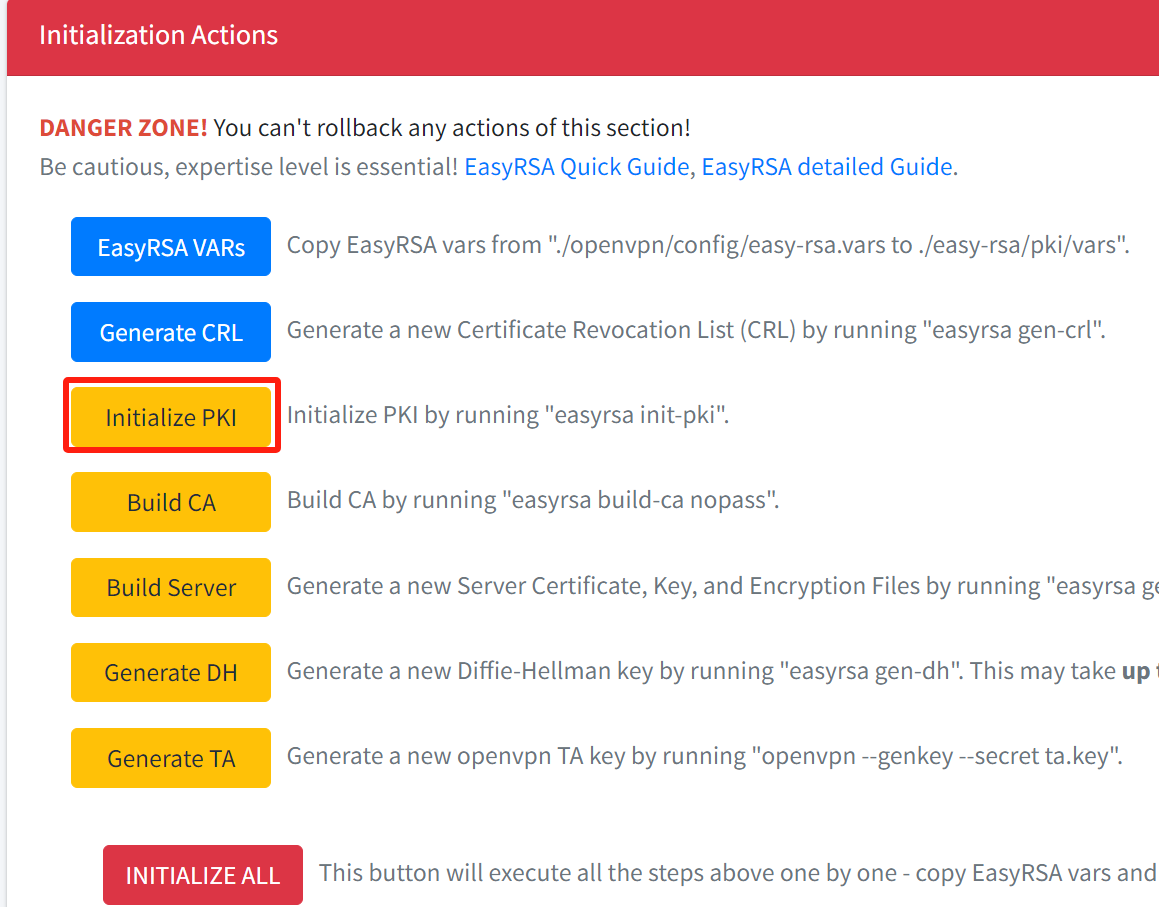 Initialization Actions
DANGER ZONE! You can't rollback any actions of this section!
Be cautious, expertise level is essential! EasyRSA Quick Guide, EasyRSA detailed Guide.
EasyRSA VARs Copy EasyRSA vars from "./openvpn/config/easy-rsa.vars to ./easy-rsa/pki/vars".
Generate CRL Generate a new Certificate Revocation List (CRL) by running "easyrsa gen-crl".
Initialize PKI Initialize PKI by running "easyrsa init-pki".
Build CA Build CA by running "easyrsa build-ca nopass".
Build Server Generate a new Server Certificate, Key, and Encryption Files by running "easyrsa
Generate DH Generate a new Diffie-Hellman key by running "easyrsa gen-dh". This may take up
Generate TA Generate a new openvpn TA key by running "openvpn --genkey --secret ta.key".
INITIALIZE ALL This button will execute all the steps above one by one - copy EasyRSA vars and